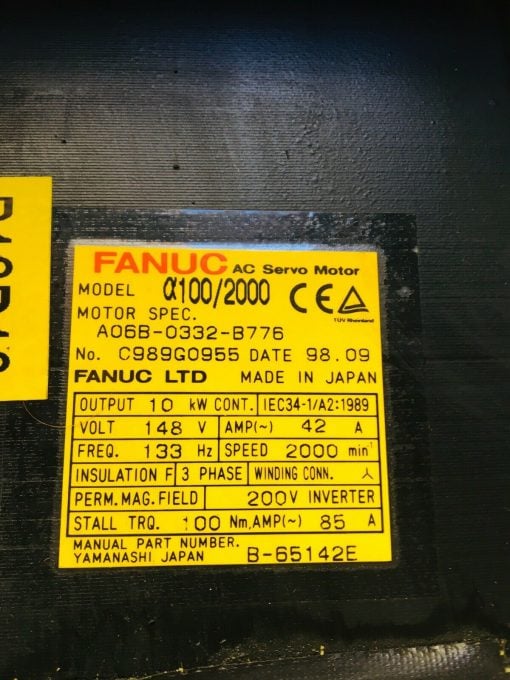 FANUC AC Servo Motor
MODEL α100/2000 CE
TÜV Rheinland
MOTOR SPEC.
A06B-0332-B776
No. C989G0955 DATE 98.09
FANUC LTD MADE IN JAPAN
OUTPUT 10 kW CONT. IEC34-1/A2:1989
VOLT 148 V AMP(~) 42 A
FREQ. 133 Hz SPEED 2000 min⁻¹
INSULATION F 3 PHASE WINDING CONN. 人
PERM.MAG.FIELD 200V INVERTER
STALL TRQ. 100 Nm,AMP(~) 85 A
MANUAL PART NUMBER.
YAMANASHI JAPAN B-65142E